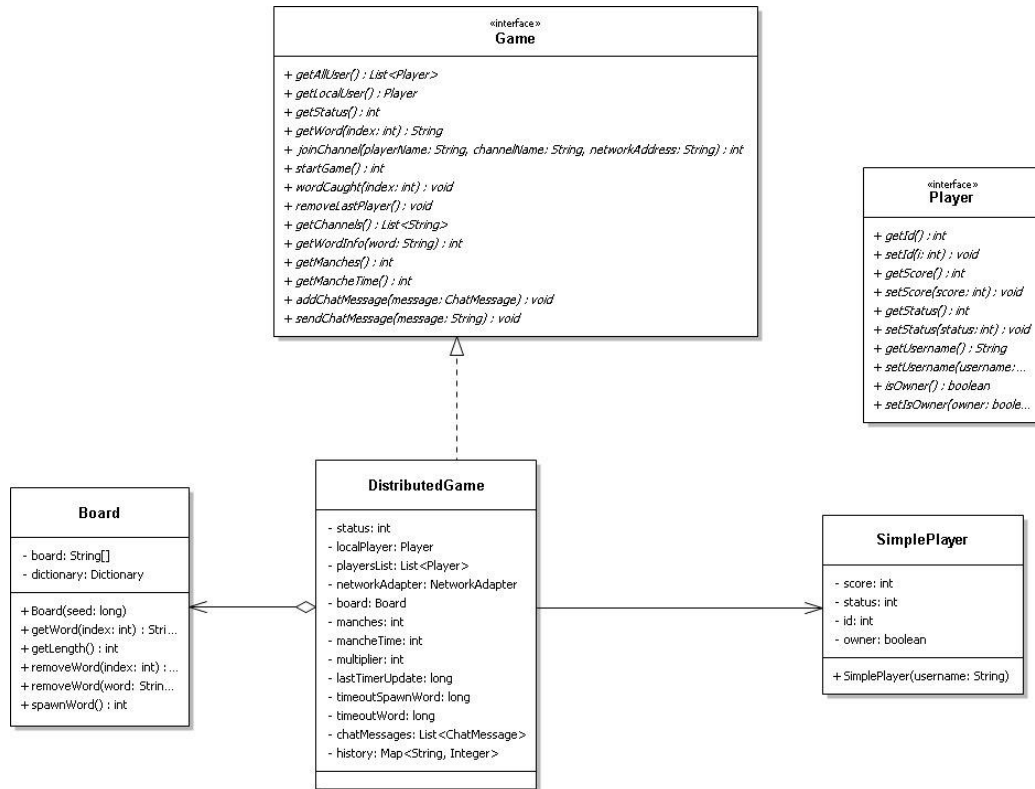 «interface»
Game
+ getAllUser() : List<Player>
+ getLocalUser() : Player
+ getStatus() : int
+ getWord(index: int) : String
+ joinChannel(playerName: String, channelName: String, networkAddress: String) : int
+ startGame() : int
+ wordCaught(index: int) : void
+ removeLastPlayer() : void
+ getChannels() : List<String>
+ getWordInfo(word: String) : int
+ getManches() : int
+ getMancheTime() : int
+ addChatMessage(message: ChatMessage) : void
+ sendChatMessage(message: String) : void
«interface»
Player
+ getId() : int
+ setId(i: int) : void
+ getScore() : int
+ setScore(score: int) : void
+ getStatus() : int
+ setStatus(status: int) : void
+ getUsername() : String
+ setUsername(username: ...
+ isOwner() : boolean
+ setIsOwner(owner: boole...
Board
- board: String[]
- dictionary: Dictionary
+ Board(seed: long)
+ getWord(index: int) : Stri...
+ getLength() : int
+ removeWord(index: int) : ...
+ removeWord(word: Strin...
+ spawnWord() : int
DistributedGame
- status: int
- localPlayer: Player
- playersList: List<Player>
- networkAdapter: NetworkAdapter
- board: Board
- manches: int
- mancheTime: int
- multiplier: int
- lastTimerUpdate: long
- timeoutSpawnWord: long
- timeoutWord: long
- chatMessages: List<ChatMessage>
- history: Map<String, Integer>
SimplePlayer
- score: int
- status: int
- id: int
- owner: boolean
+ SimplePlayer(username: String)